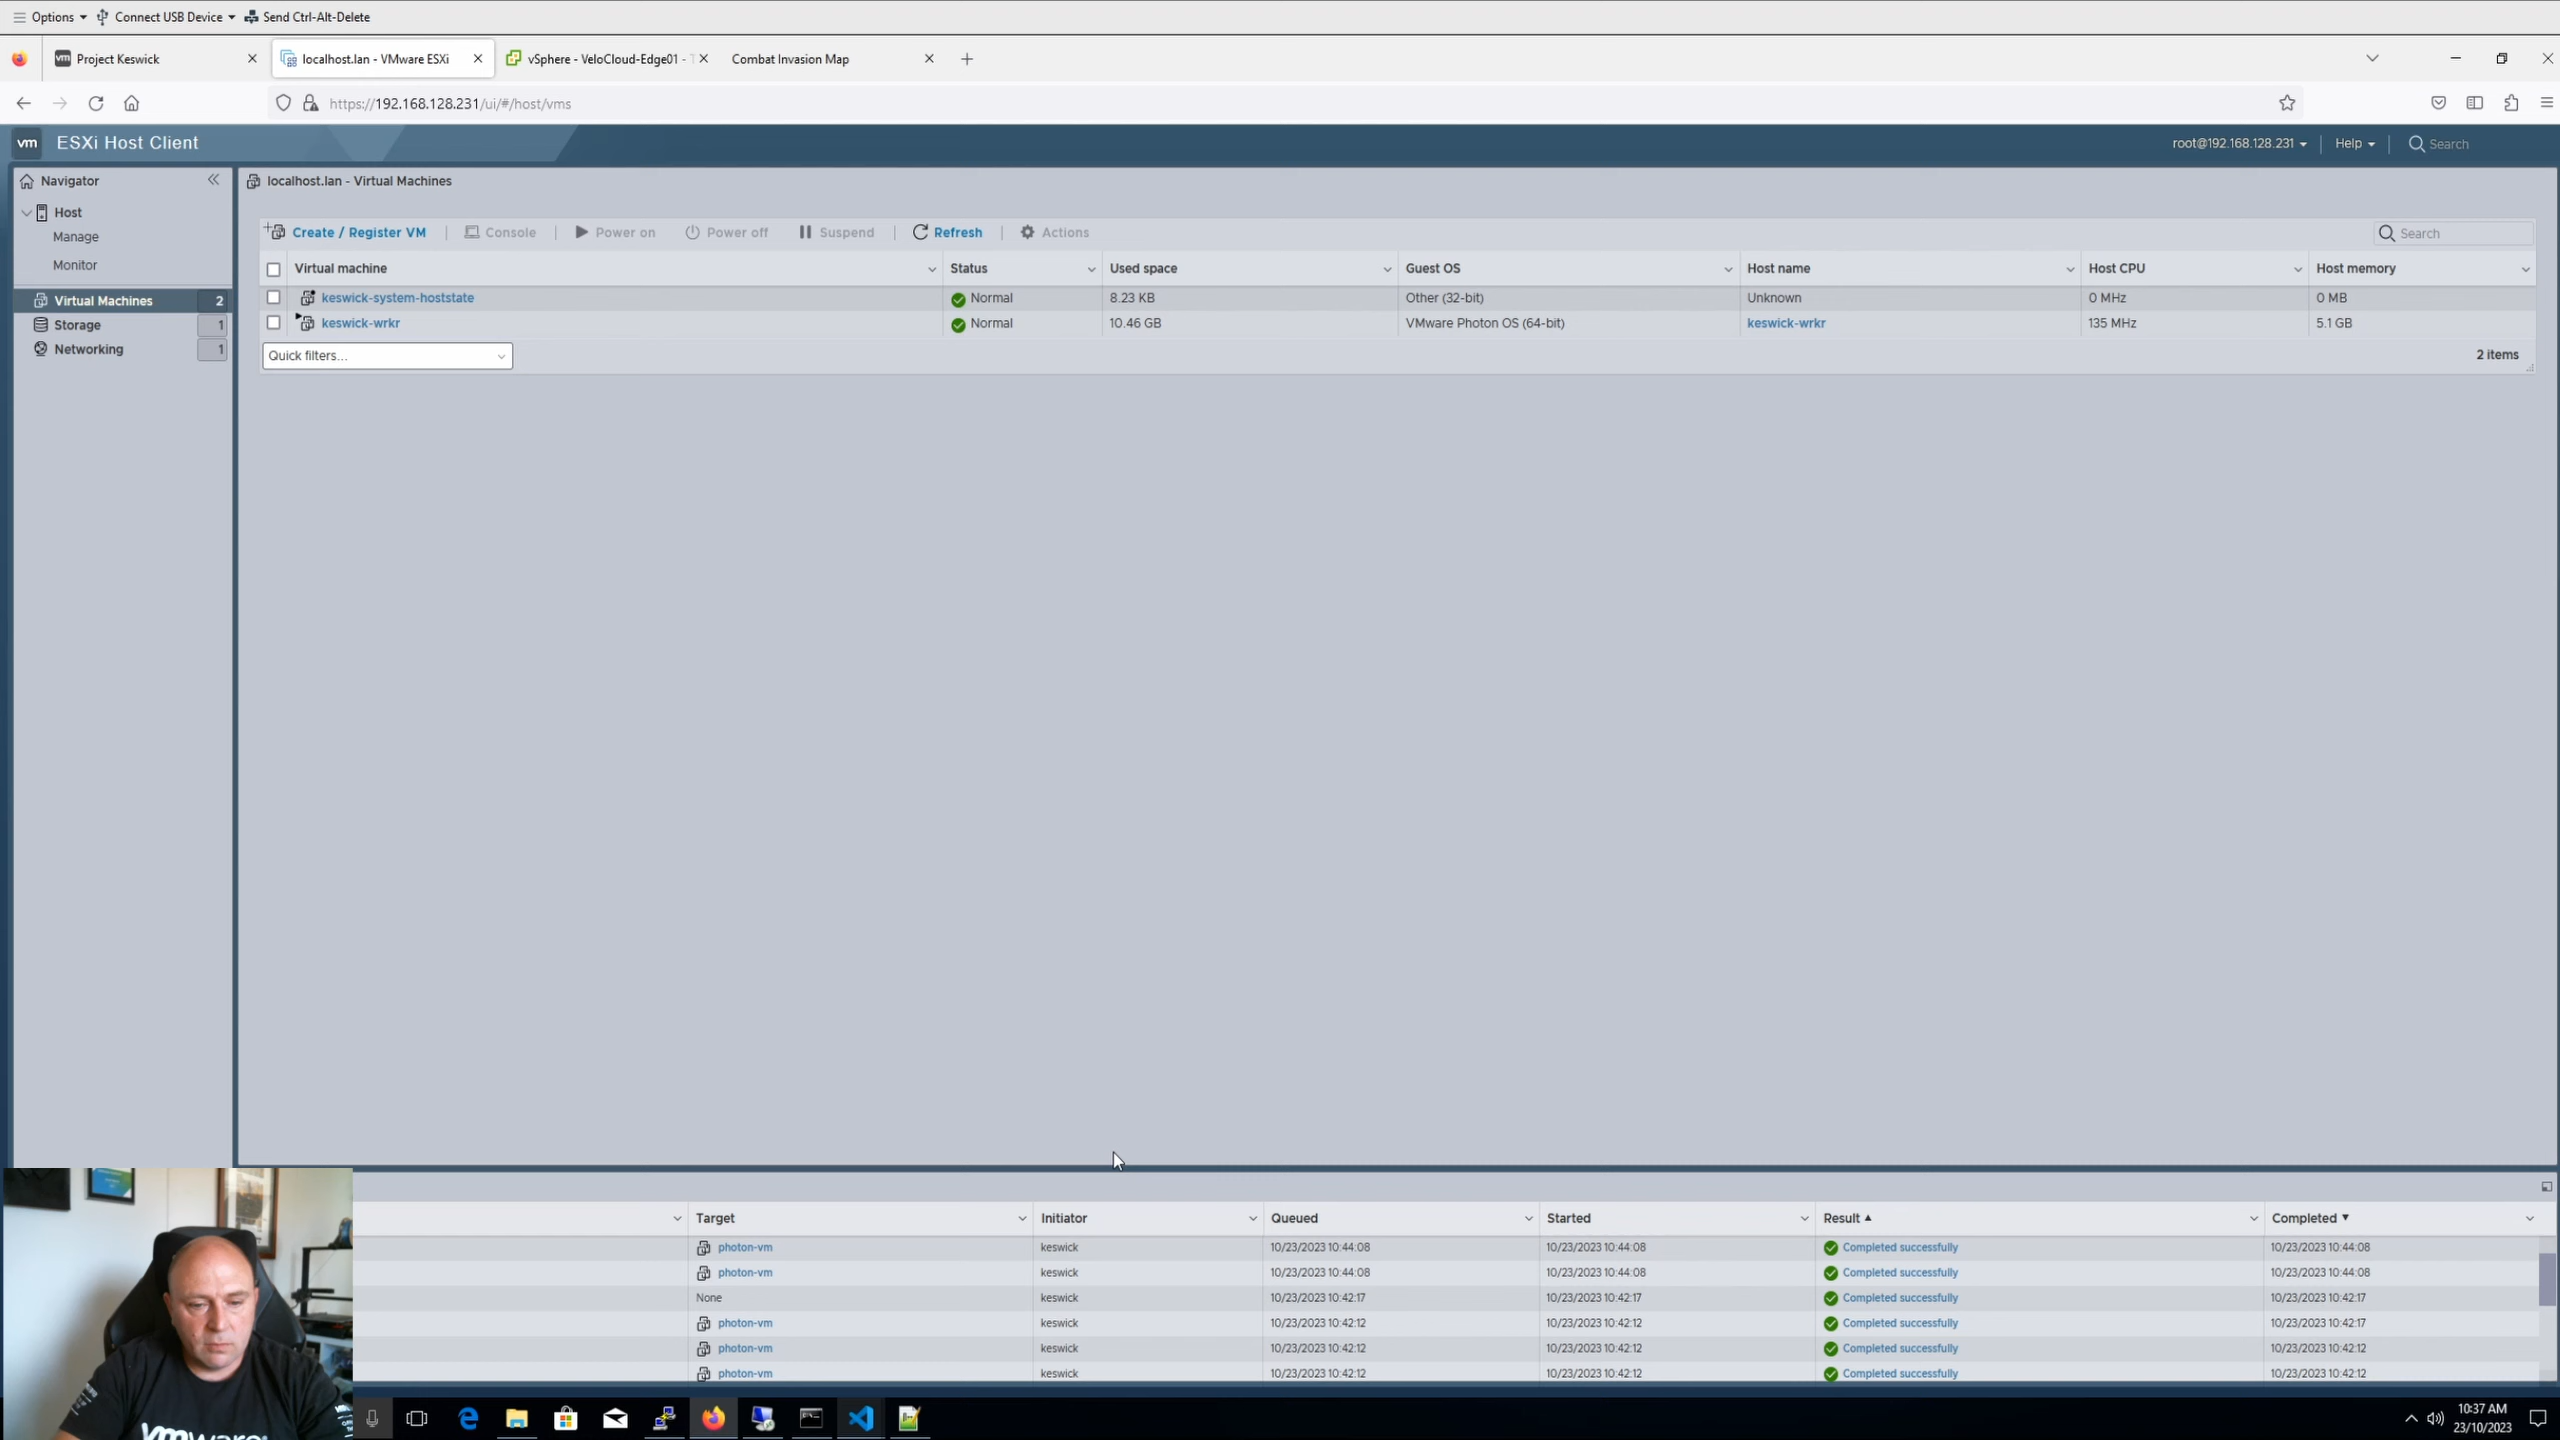 Options Connect USB Device Send Ctrl-Alt-Delete
Project Keswick localhost.lan - VMware ESXi vSphere - VeloCloud-Edge01 - Combat Invasion Map
https://192.168.128.231/ui/#/host/vms
vm ESXi Host Client root@192.168.128.231 Help Search
Navigator localhost.lan - Virtual Machines
Host
Manage
Monitor
Virtual Machines 2
Storage 1
Networking 1
Create / Register VM Console Power on Power off Suspend Refresh Actions Search
Virtual machine Status Used space Guest OS Host name Host CPU Host memory
keswick-system-hoststate Normal 8.23 KB Other (32-bit) Unknown 0 MHz 0 MB
keswick-wrkr Normal 10.46 GB VMware Photon OS (64-bit) keswick-wrkr 135 MHz 5.1 GB
Quick filters... 2 items
Target Initiator Queued Started Result Completed
photon-vm keswick 10/23/2023 10:44:08 10/23/2023 10:44:08 Completed successfully 10/23/2023 10:44:08
photon-vm keswick 10/23/2023 10:44:08 10/23/2023 10:44:08 Completed successfully 10/23/2023 10:44:08
None keswick 10/23/2023 10:42:17 10/23/2023 10:42:17 Completed successfully 10/23/2023 10:42:17
photon-vm keswick 10/23/2023 10:42:12 10/23/2023 10:42:12 Completed successfully 10/23/2023 10:42:17
photon-vm keswick 10/23/2023 10:42:12 10/23/2023 10:42:12 Completed successfully 10/23/2023 10:42:12
photon-vm keswick 10/23/2023 10:42:12 10/23/2023 10:42:12 Completed successfully 10/23/2023 10:42:12
vmware
10:37 AM
23/10/2023